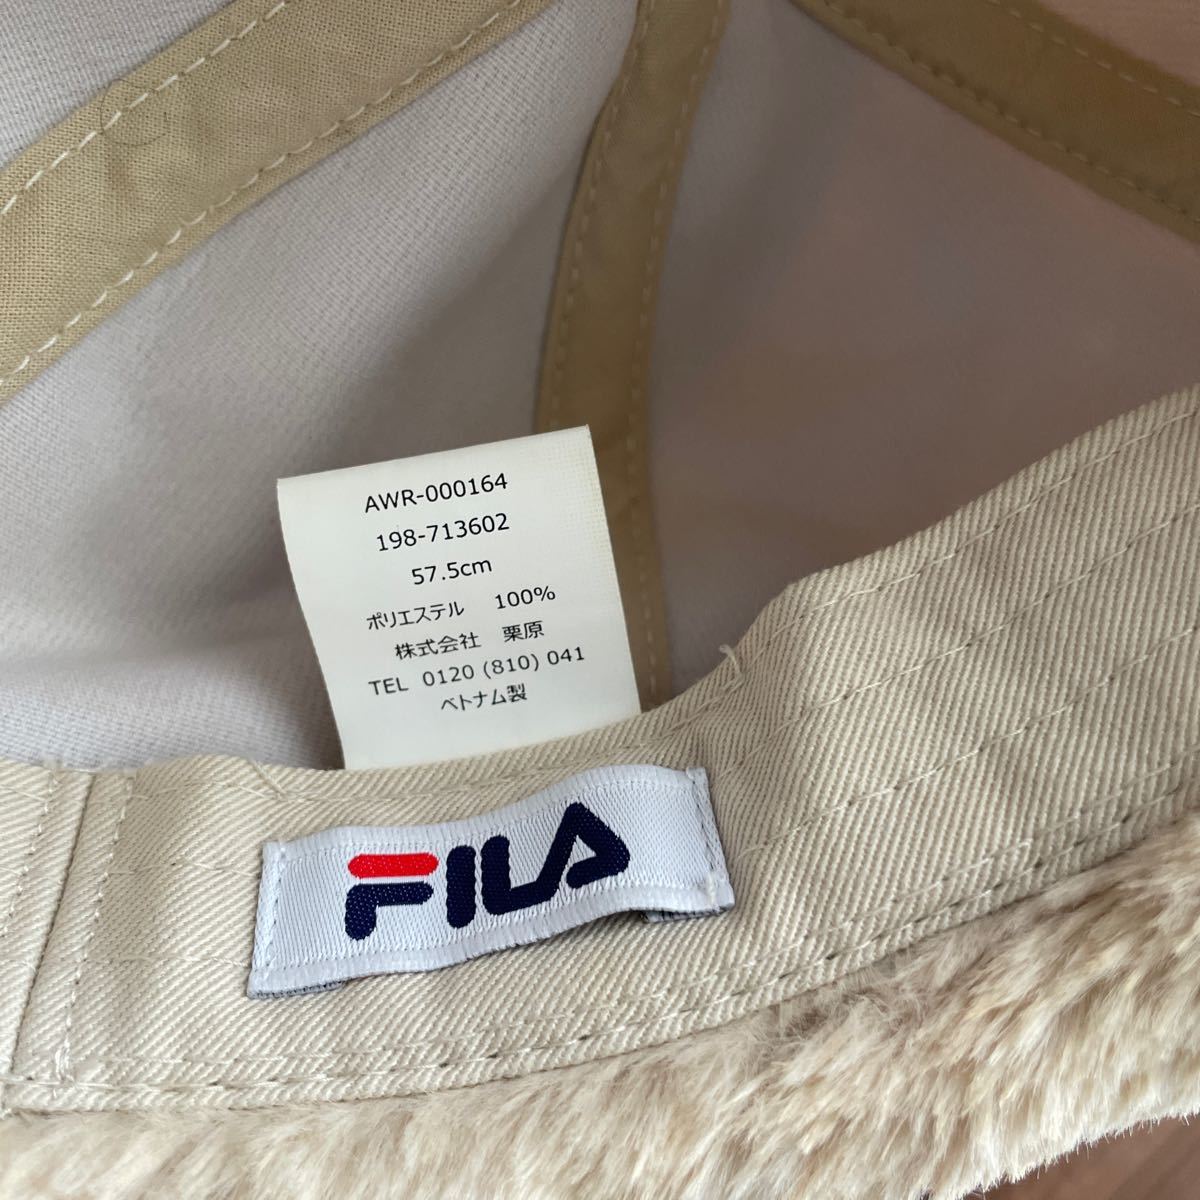 AWR-000164
198-713602
57.5cm
ポリエステル 100%
株式会社 栗原
TEL 0120 (810) 041
ベトナム製
FILA